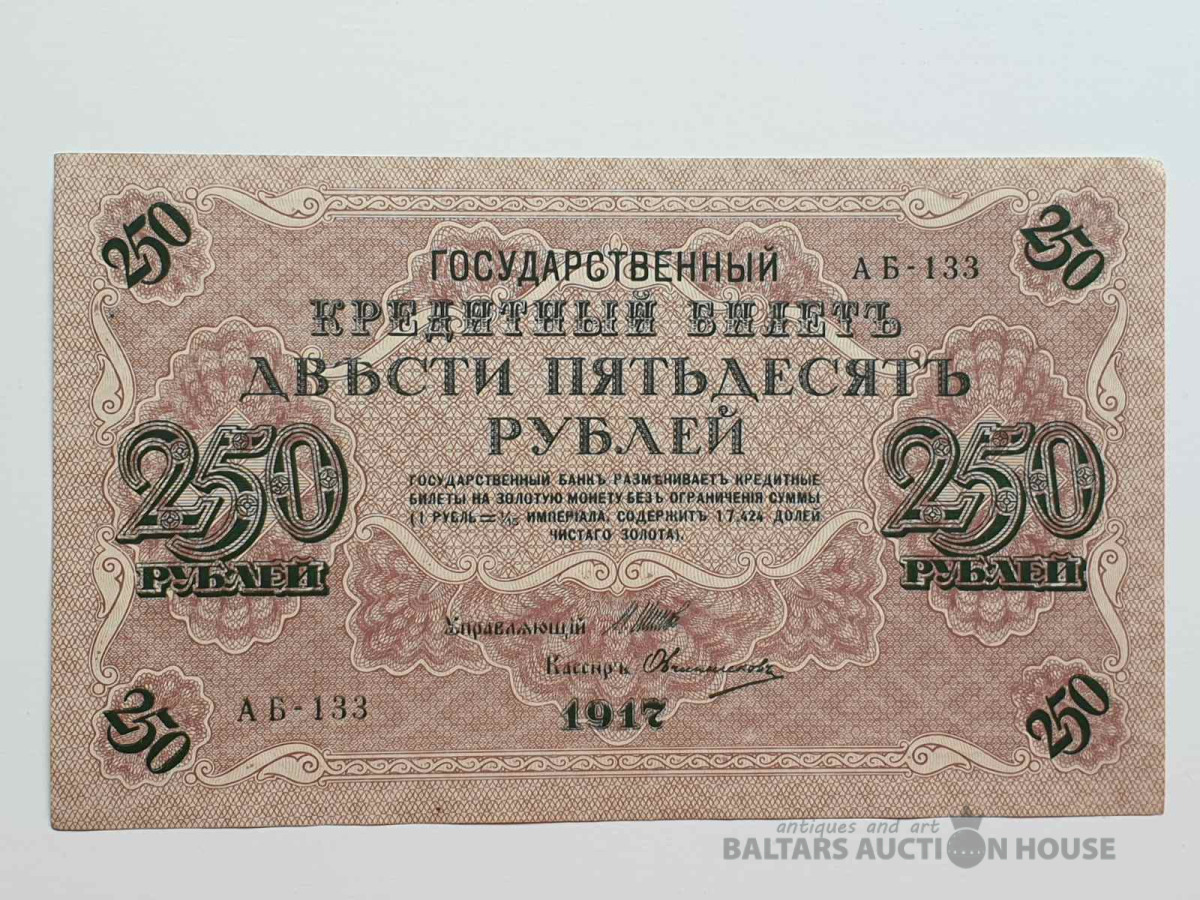 250
250
ГОСУДАРСТВЕННЫЙ
АБ-133
КРЕДИТНЫЙ БИЛЕТЪ
ДВѢСТИ ПЯТЬДЕСЯТЪ
РУБЛЕЙ
250
250
ГОСУДАРСТВЕННЫЙ БАНКЪ РАЗМѢНИВАЕТЪ КРЕДИТНЫЕ
БИЛЕТЫ НА ЗОЛОТУЮ МОНЕТУ БЕЗЪ ОГРАНИЧЕНІЯ СУММЫ
(1 РУБЛЬ = 1/15 ИМПЕРІАЛА, СОДЕРЖИТЪ 17,424 ДОЛЕЙ
ЧИСТАГО ЗОЛОТА).
РУБЛЕЙ
РУБЛЕЙ
Управляющій
Кассиръ
250
АБ-133
1917
250
antiques and art
BALTARS AUCTION HOUSE